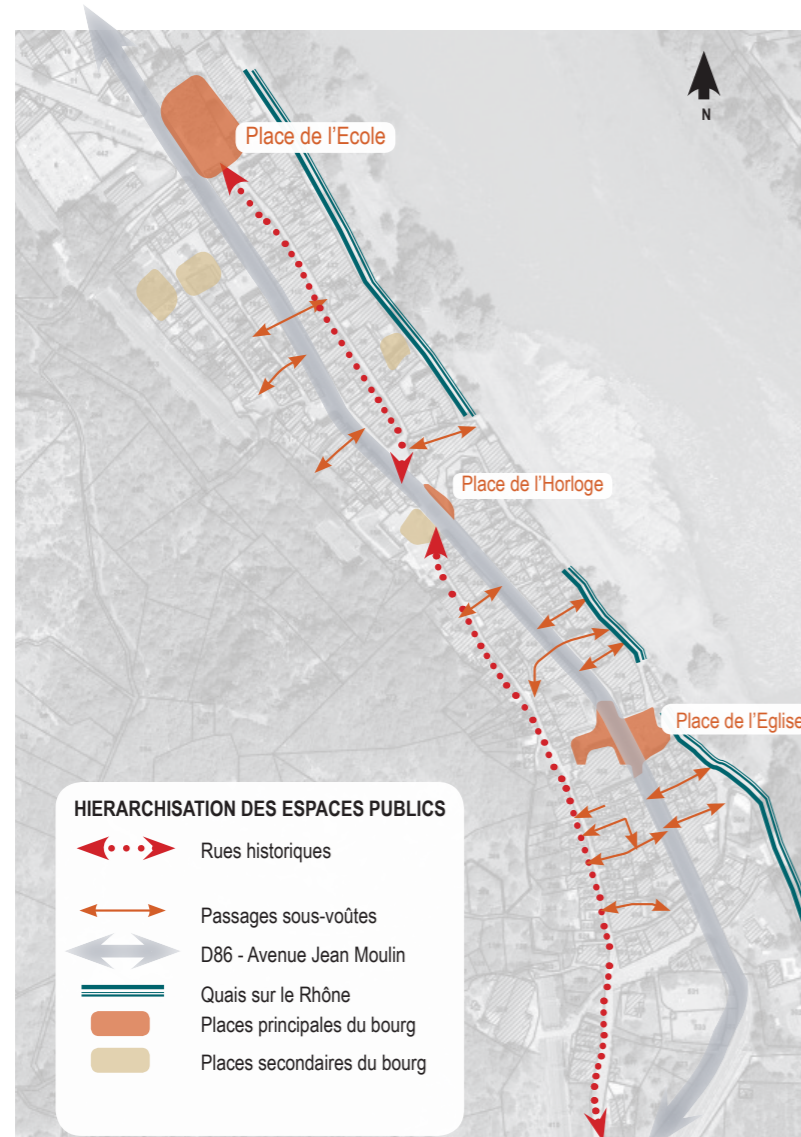 N
Place de l'Ecole
Place de l'Horloge
Place de l'Eglise
HIERARCHISATION DES ESPACES PUBLICS
Rues historiques
Passages sous-voûtes
D86 - Avenue Jean Moulin
Quais sur le Rhône
Places principales du bourg
Places secondaires du bourg